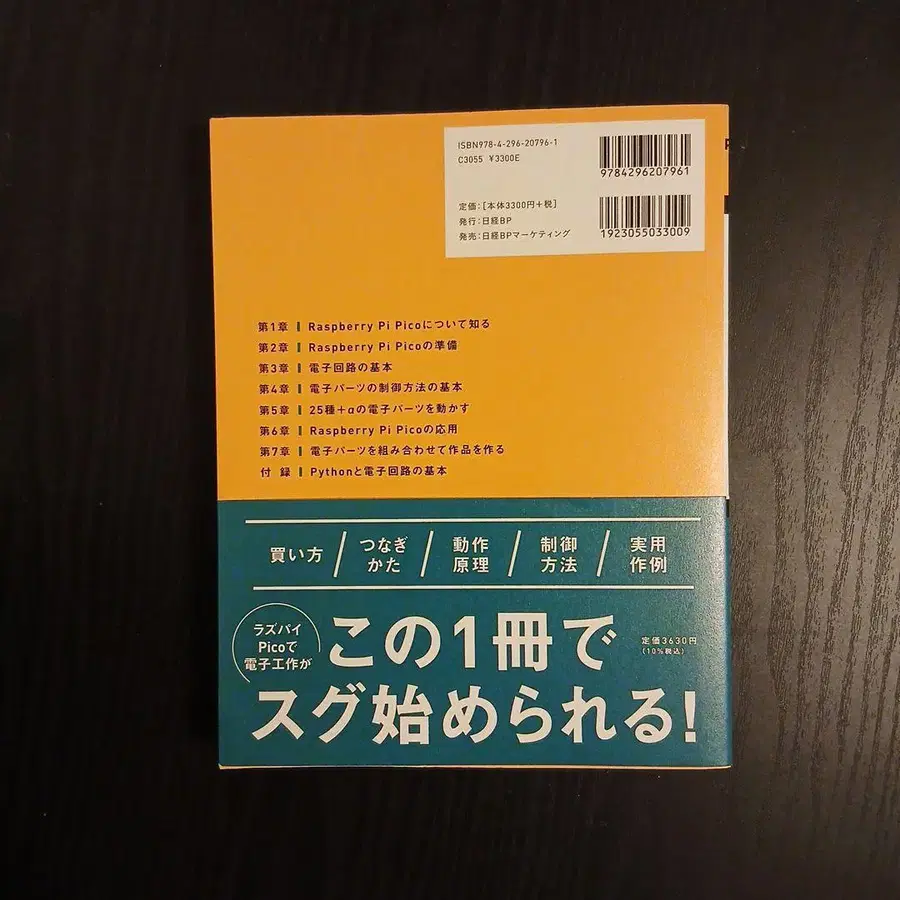 ISBN978-4-296-20796-1
C3055 ¥3300E
9784296207961
定価:[本体3300円+税]
発行:日経BP
発売:日経BPマーケティング
1923055033009
第1章 Raspberry Pi Picoについて知る
第2章 Raspberry Pi Picoの準備
第3章 電子回路の基本
第4章 電子パーツの制御方法の基本
第5章 25種+αの電子パーツを動かす
第6章 Raspberry Pi Picoの応用
第7章 電子パーツを組み合わせて作品を作る
付録 Pythonと電子回路の基本
買い方 / つなぎかた / 動作原理 / 制御方法 / 実用作例
ラズパイ
Picoで
電子工作が
この1冊で
スグ始められる!
定価3630円
(10%税込)